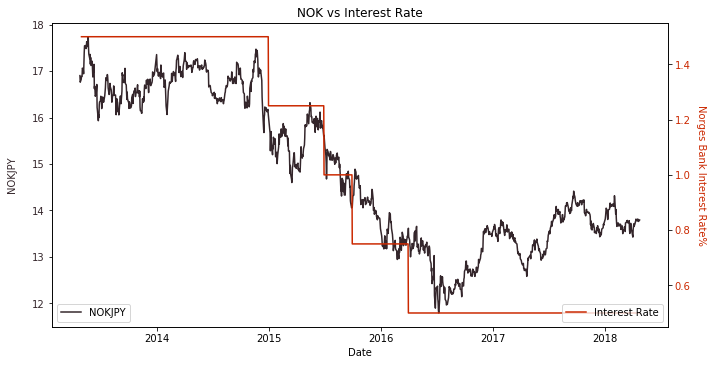 NOK vs Interest Rate
18
17
16
15
14
13
12
NOKJPY
1.4
1.2
1.0
0.8
0.6
Norges Bank Interest Rate%
NOKJPY
Interest Rate
2014
2015
2016
2017
2018
Date